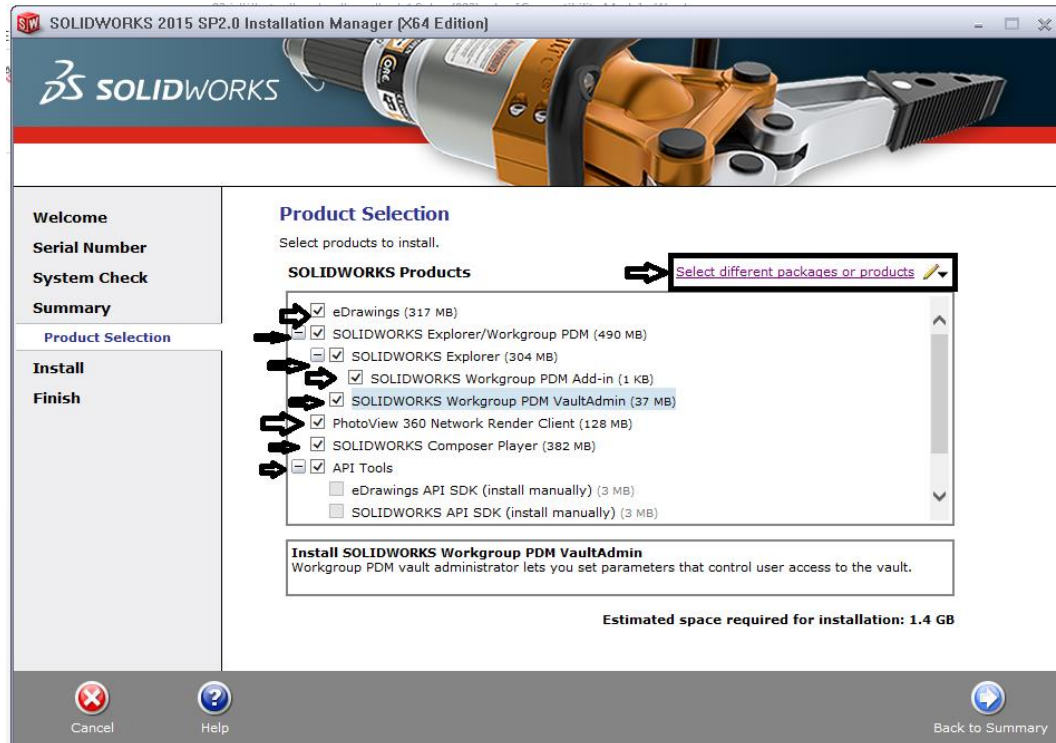 SOLIDWORKS 2015 SP2.0 Installation Manager (X64 Edition)
SOLIDWORKS
CORE
Welcome
Serial Number
System Check
Summary
Product Selection
Install
Finish
Product Selection
Select products to install.
SOLIDWORKS Products
Select different packages or products
eDrawings (317 MB)
SOLIDWORKS Explorer/Workgroup PDM (490 MB)
SOLIDWORKS Explorer (304 MB)
SOLIDWORKS Workgroup PDM Add-in (1 KB)
SOLIDWORKS Workgroup PDM VaultAdmin (37 MB)
PhotoView 360 Network Render Client (128 MB)
SOLIDWORKS Composer Player (382 MB)
API Tools
eDrawings API SDK (install manually) (3 MB)
SOLIDWORKS API SDK (install manually) (3 MB)
Install SOLIDWORKS Workgroup PDM VaultAdmin
Workgroup PDM vault administrator lets you set parameters that control user access to the vault.
Estimated space required for installation: 1.4 GB
Cancel
Help
Back to Summary